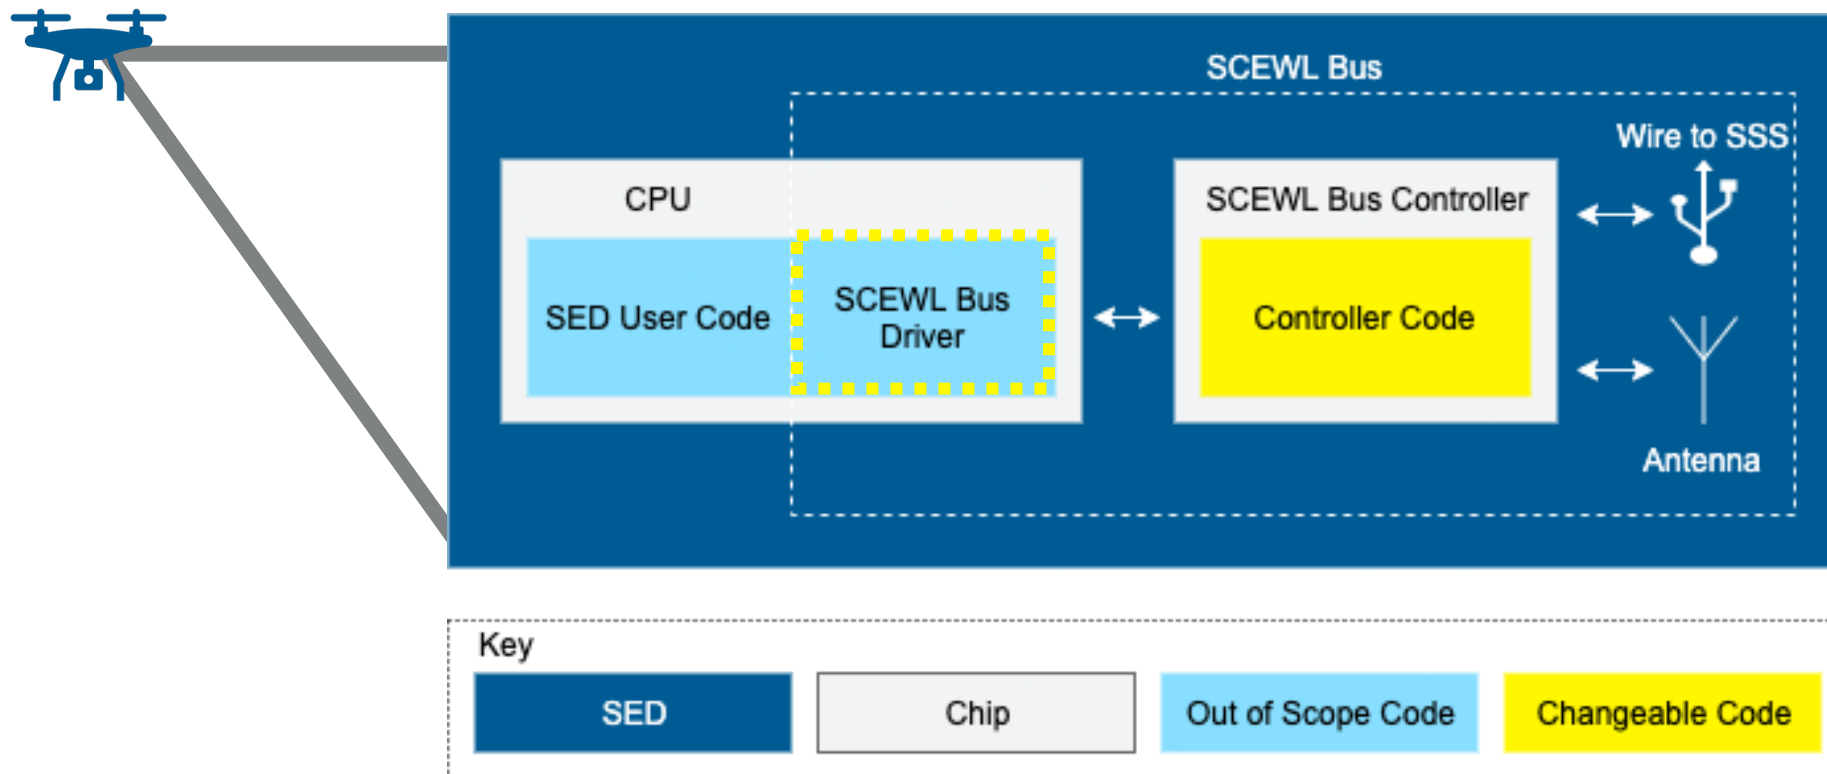 SCEWL Bus
Wire to SSS
CPU
SCEWL Bus Controller
SED User Code
SCEWL Bus
Driver
Controller Code
Antenna
Key
SED
Chip
Out of Scope Code
Changeable Code